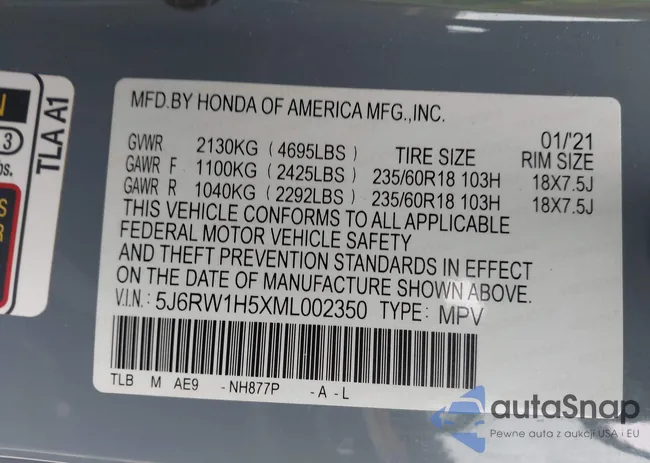 MFD.BY HONDA OF AMERICA MFG.,INC.
01/'21
GVWR 2130KG (4695LBS) TIRE SIZE RIM SIZE
GAWR F 1100KG (2425LBS) 235/60R18 103H 18X7.5J
GAWR R 1040KG (2292LBS) 235/60R18 103H 18X7.5J
THIS VEHICLE CONFORMS TO ALL APPLICABLE
FEDERAL MOTOR VEHICLE SAFETY
AND THEFT PREVENTION STANDARDS IN EFFECT
ON THE DATE OF MANUFACTURE SHOWN ABOVE.
V.I.N.: 5J6RW1H5XML002350 TYPE: MPV
TLB M AE9 -NH877P -A-L
TLA A1
3
bs.
autaSnap
Pewne auta z aukcji USA i EU